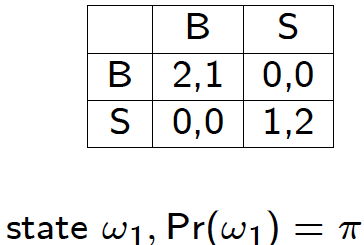 B S
B 2,1 0,0
S 0,0 1,2
state ω₁, Pr(ω₁) = π